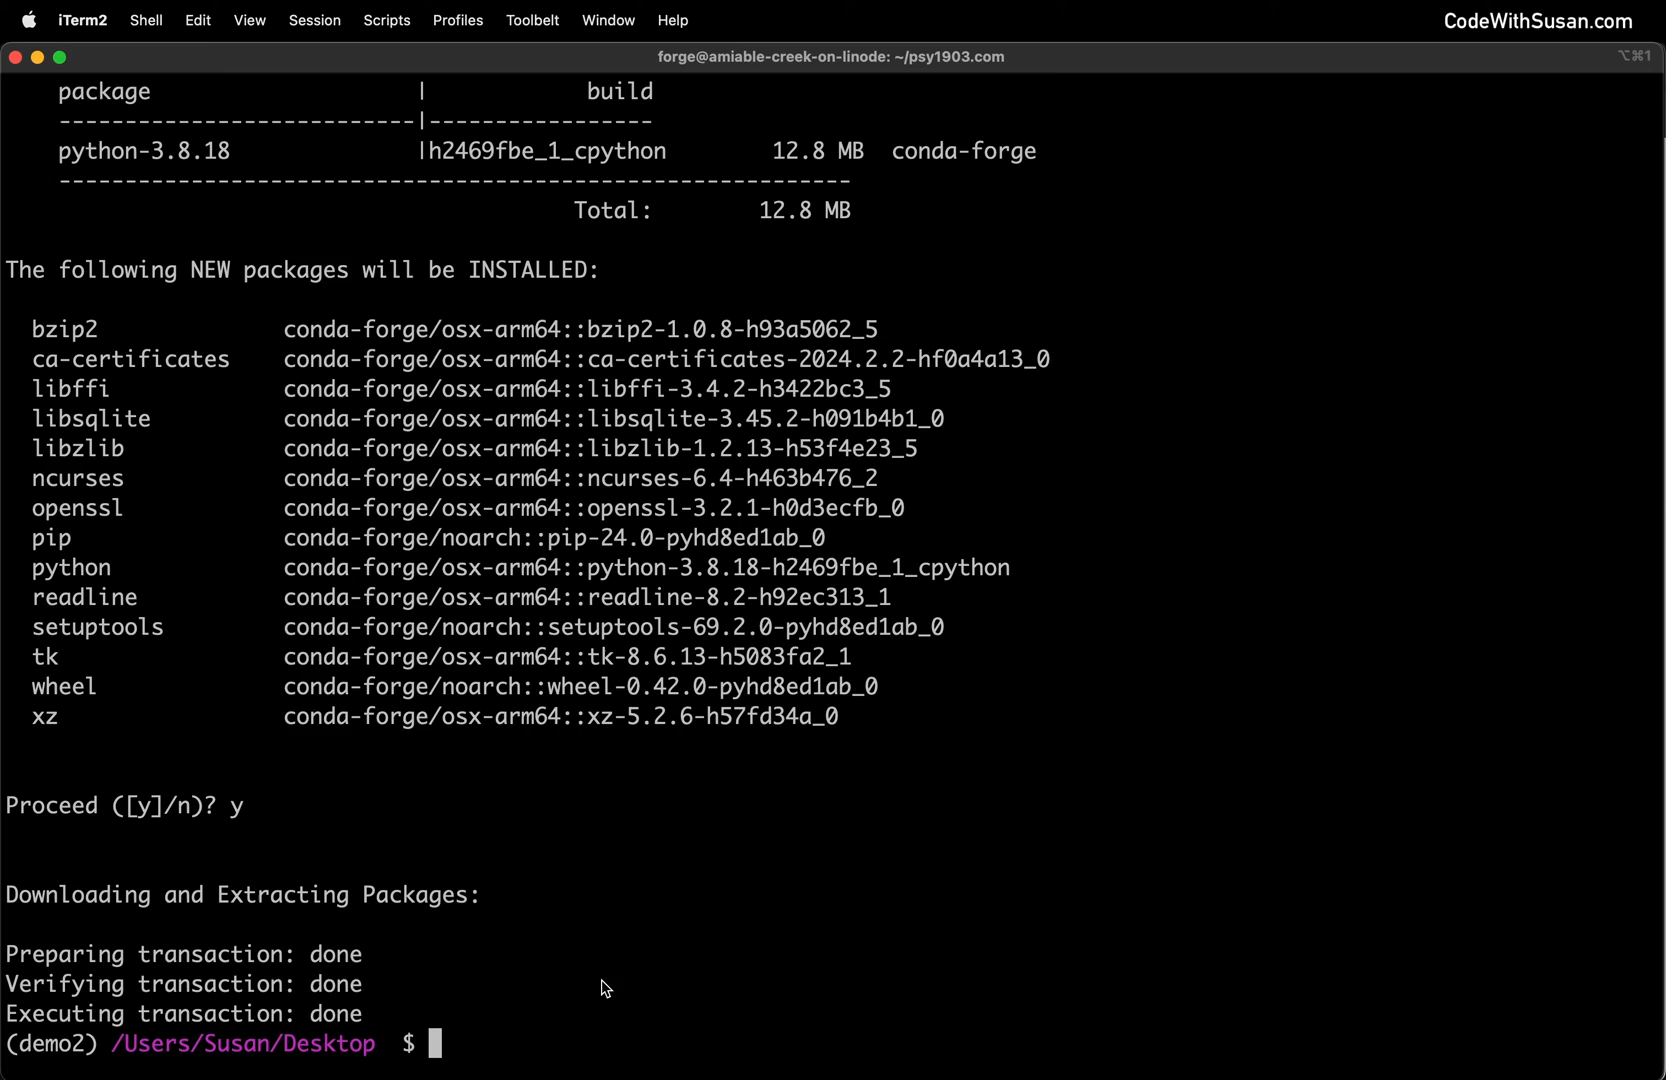 iTerm2 Shell Edit View Session Scripts Profiles Toolbelt Window Help CodeWithSusan.com
forge@amiable-creek-on-linode: ~/psy1903.com ⌥⌘1
package | build
---------------------------|-----------------
python-3.8.18 |h2469fbe_1_cpython 12.8 MB conda-forge
------------------------------------------------------------
Total: 12.8 MB
The following NEW packages will be INSTALLED:
bzip2 conda-forge/osx-arm64::bzip2-1.0.8-h93a5062_5
ca-certificates conda-forge/osx-arm64::ca-certificates-2024.2.2-hf0a4a13_0
libffi conda-forge/osx-arm64::libffi-3.4.2-h3422bc3_5
libsqlite conda-forge/osx-arm64::libsqlite-3.45.2-h091b4b1_0
libzlib conda-forge/osx-arm64::libzlib-1.2.13-h53f4e23_5
ncurses conda-forge/osx-arm64::ncurses-6.4-h463b476_2
openssl conda-forge/osx-arm64::openssl-3.2.1-h0d3ecfb_0
pip conda-forge/noarch::pip-24.0-pyhd8ed1ab_0
python conda-forge/osx-arm64::python-3.8.18-h2469fbe_1_cpython
readline conda-forge/osx-arm64::readline-8.2-h92ec313_1
setuptools conda-forge/noarch::setuptools-69.2.0-pyhd8ed1ab_0
tk conda-forge/osx-arm64::tk-8.6.13-h5083fa2_1
wheel conda-forge/noarch::wheel-0.42.0-pyhd8ed1ab_0
xz conda-forge/osx-arm64::xz-5.2.6-h57fd34a_0
Proceed ([y]/n)? y
Downloading and Extracting Packages:
Preparing transaction: done
Verifying transaction: done
Executing transaction: done
(demo2) /Users/Susan/Desktop $